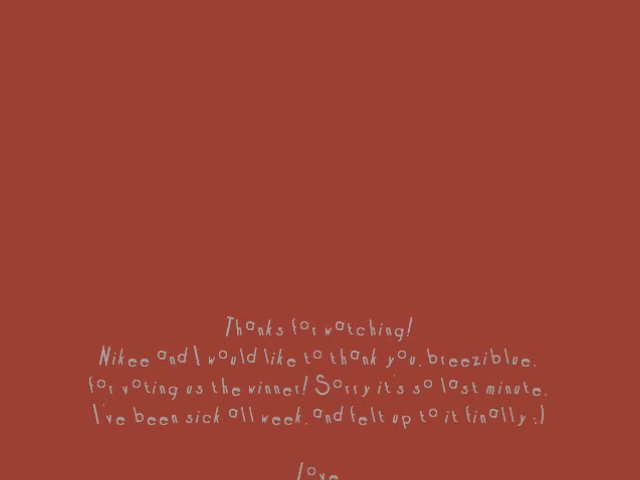 Thanks for watching!
Nikee and I would like to thank you, breeziblue,
for voting us the winner! Sorry it's so last minute.
I've been sick all week, and felt up to it finally :)
love